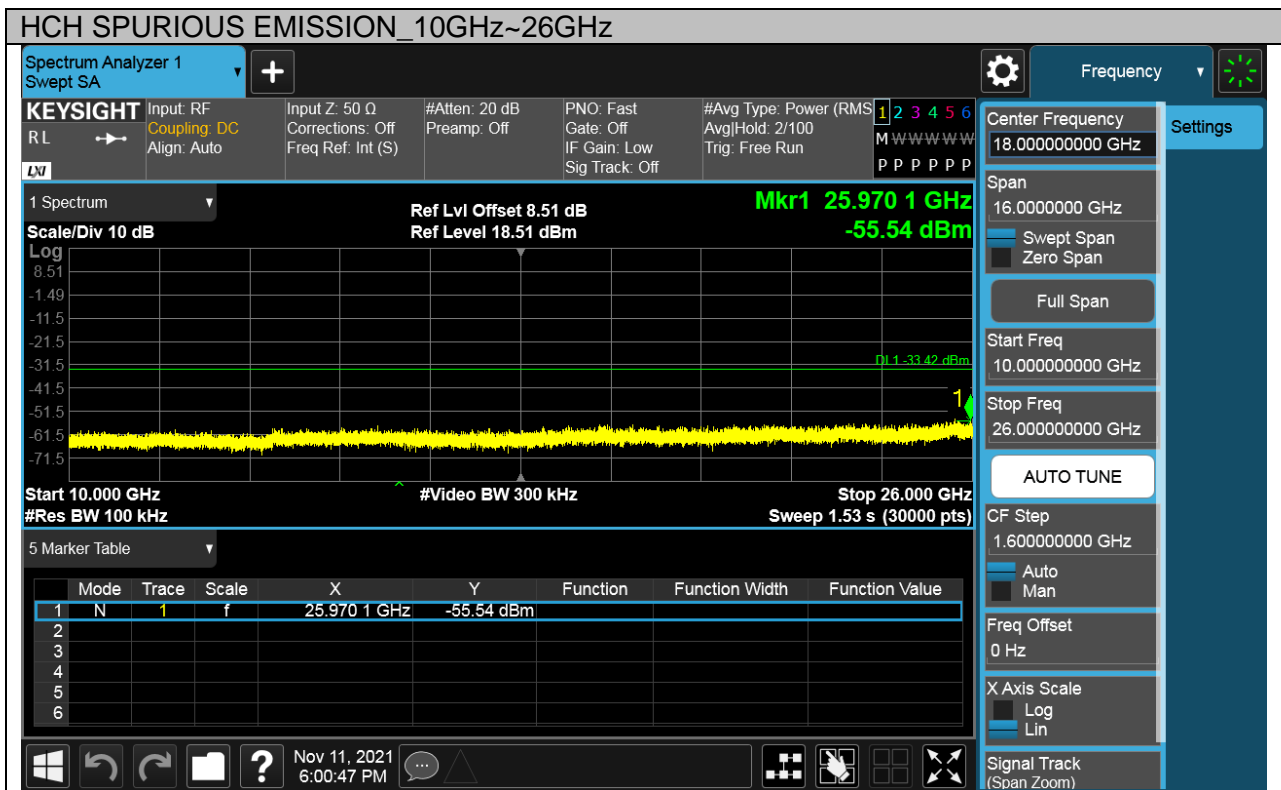 HCH SPURIOUS EMISSION_10GHz~26GHz
Spectrum Analyzer 1
Swept SA
+
Frequency
KEYSIGHT
RL
LXI
Input: RF
Coupling: DC
Align: Auto
Input Z: 50 Ω
Corrections: Off
Freq Ref: Int (S)
#Atten: 20 dB
Preamp: Off
PNO: Fast
Gate: Off
IF Gain: Low
Sig Track: Off
#Avg Type: Power (RMS
Avg|Hold: 2/100
Trig: Free Run
1 2 3 4 5 6
M W W W W W
P P P P P P
1 Spectrum
Scale/Div 10 dB
Ref Lvl Offset 8.51 dB
Ref Level 18.51 dBm
Mkr1 25.970 1 GHz
-55.54 dBm
Log
8.51
-1.49
-11.5
-21.5
-31.5
-41.5
-51.5
-61.5
-71.5
DL1 -33.42 dBm
1
Start 10.000 GHz
#Video BW 300 kHz
Stop 26.000 GHz
#Res BW 100 kHz
Sweep 1.53 s (30000 pts)
5 Marker Table
Mode Trace Scale X Y Function Function Width Function Value
1 N 1 f 25.970 1 GHz -55.54 dBm
2
3
4
5
6
?
Nov 11, 2021
6:00:47 PM
Center Frequency
18.000000000 GHz
Settings
Span
16.0000000 GHz
Swept Span
Zero Span
Full Span
Start Freq
10.000000000 GHz
Stop Freq
26.000000000 GHz
AUTO TUNE
CF Step
1.600000000 GHz
Auto
Man
Freq Offset
0 Hz
X Axis Scale
Log
Lin
Signal Track
(Span Zoom)